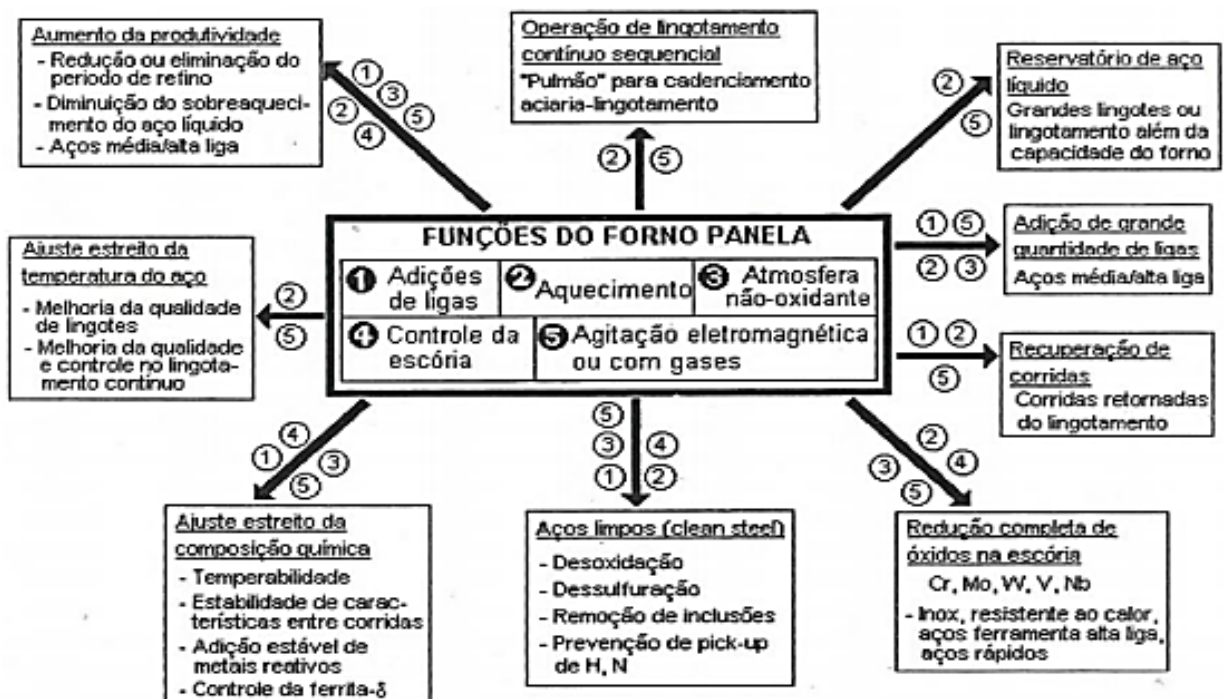 Aumento da produtividade
- Redução ou eliminação do
período de refino
- Diminuição do sobreaqueci-
mento do aço líquido
- Aços média/alta liga
① ③ ⑤
② ④
Operação de lingotamento
contínuo sequencial
"Pulmão" para cadenciamento
aciaria-lingotamento
② ⑤
Reservatório de aço
líquido
Grandes lingotes ou
lingotamento além da
capacidade do forno
②
⑤
Ajuste estreito da
temperatura do aço
- Melhoria da qualidade
de lingotes
- Melhoria da qualidade
e controle no lingota-
mento contínuo
②
⑤
FUNÇÕES DO FORNO PANELA
❶ Adições
de ligas
❷ Aquecimento
❸ Atmosfera
não-oxidante
❹ Controle da
escória
❺ Agitação eletromagnética
ou com gases
① ⑤
② ③
Adição de grande
quantidade de ligas
Aços média/alta liga
① ②
⑤
Recuperação de
corridas
Corridas retornadas
do lingotamento
① ④
⑤ ③
Ajuste estreito da
composição química
- Temperabilidade
- Estabilidade de carac-
terísticas entre corridas
- Adição estável de
metais reativos
- Controle da ferrita-δ
⑤
③ ④
① ②
Aços limpos (clean steel)
- Desoxidação
- Dessulfuração
- Remoção de inclusões
- Prevenção de pick-up
de H, N
② ④
③ ⑤
Redução completa de
óxidos na escória
Cr, Mo, W, V, Nb
- Inox, resistente ao calor,
aços ferramenta alta liga,
aços rápidos